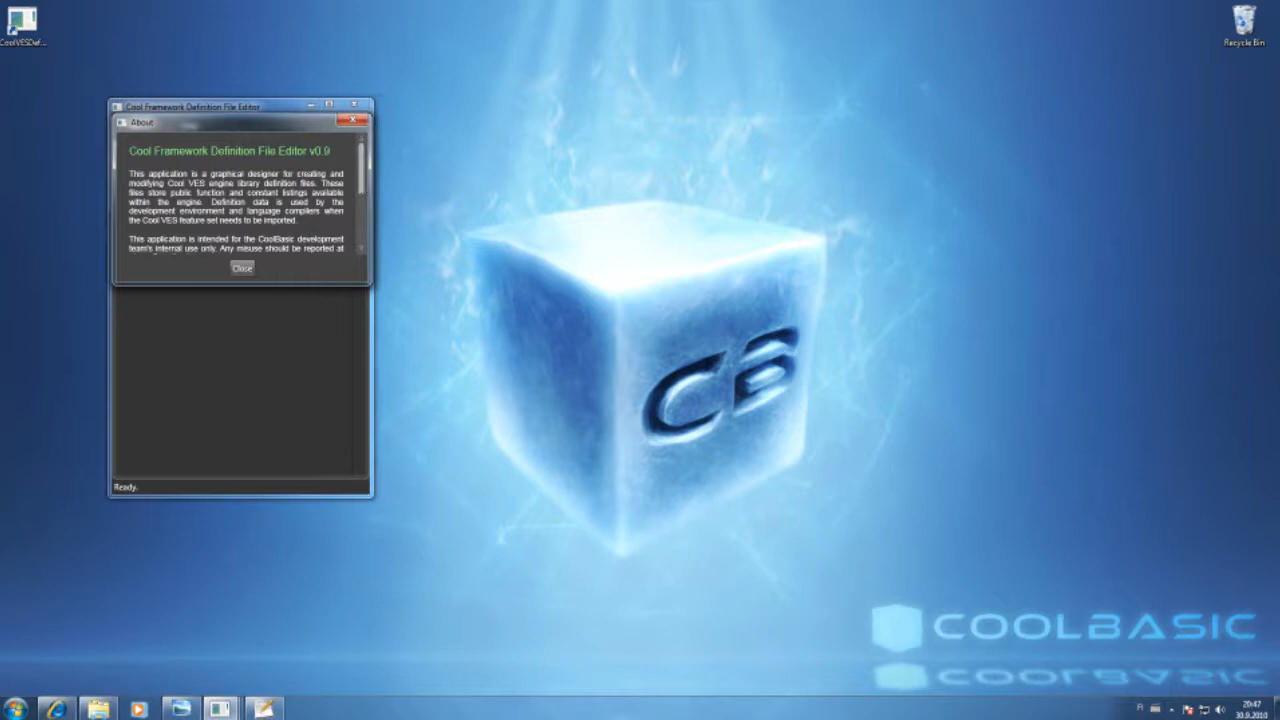 CoolVESDef...
Recycle Bin
Cool Framework Definition File Editor
About
Cool Framework Definition File Editor v0.9
This application is a graphical designer for creating and
modifying Cool VES engine library definition files. These
files store public function and constant listings available
within the engine. Definition data is used by the
development environment and language compilers when
the Cool VES feature set needs to be imported.
This application is intended for the CoolBasic development
team's internal use only. Any misuse should be reported at
Close
Ready.
CB
COOLBASIC
FI
20:47
30.9.2010